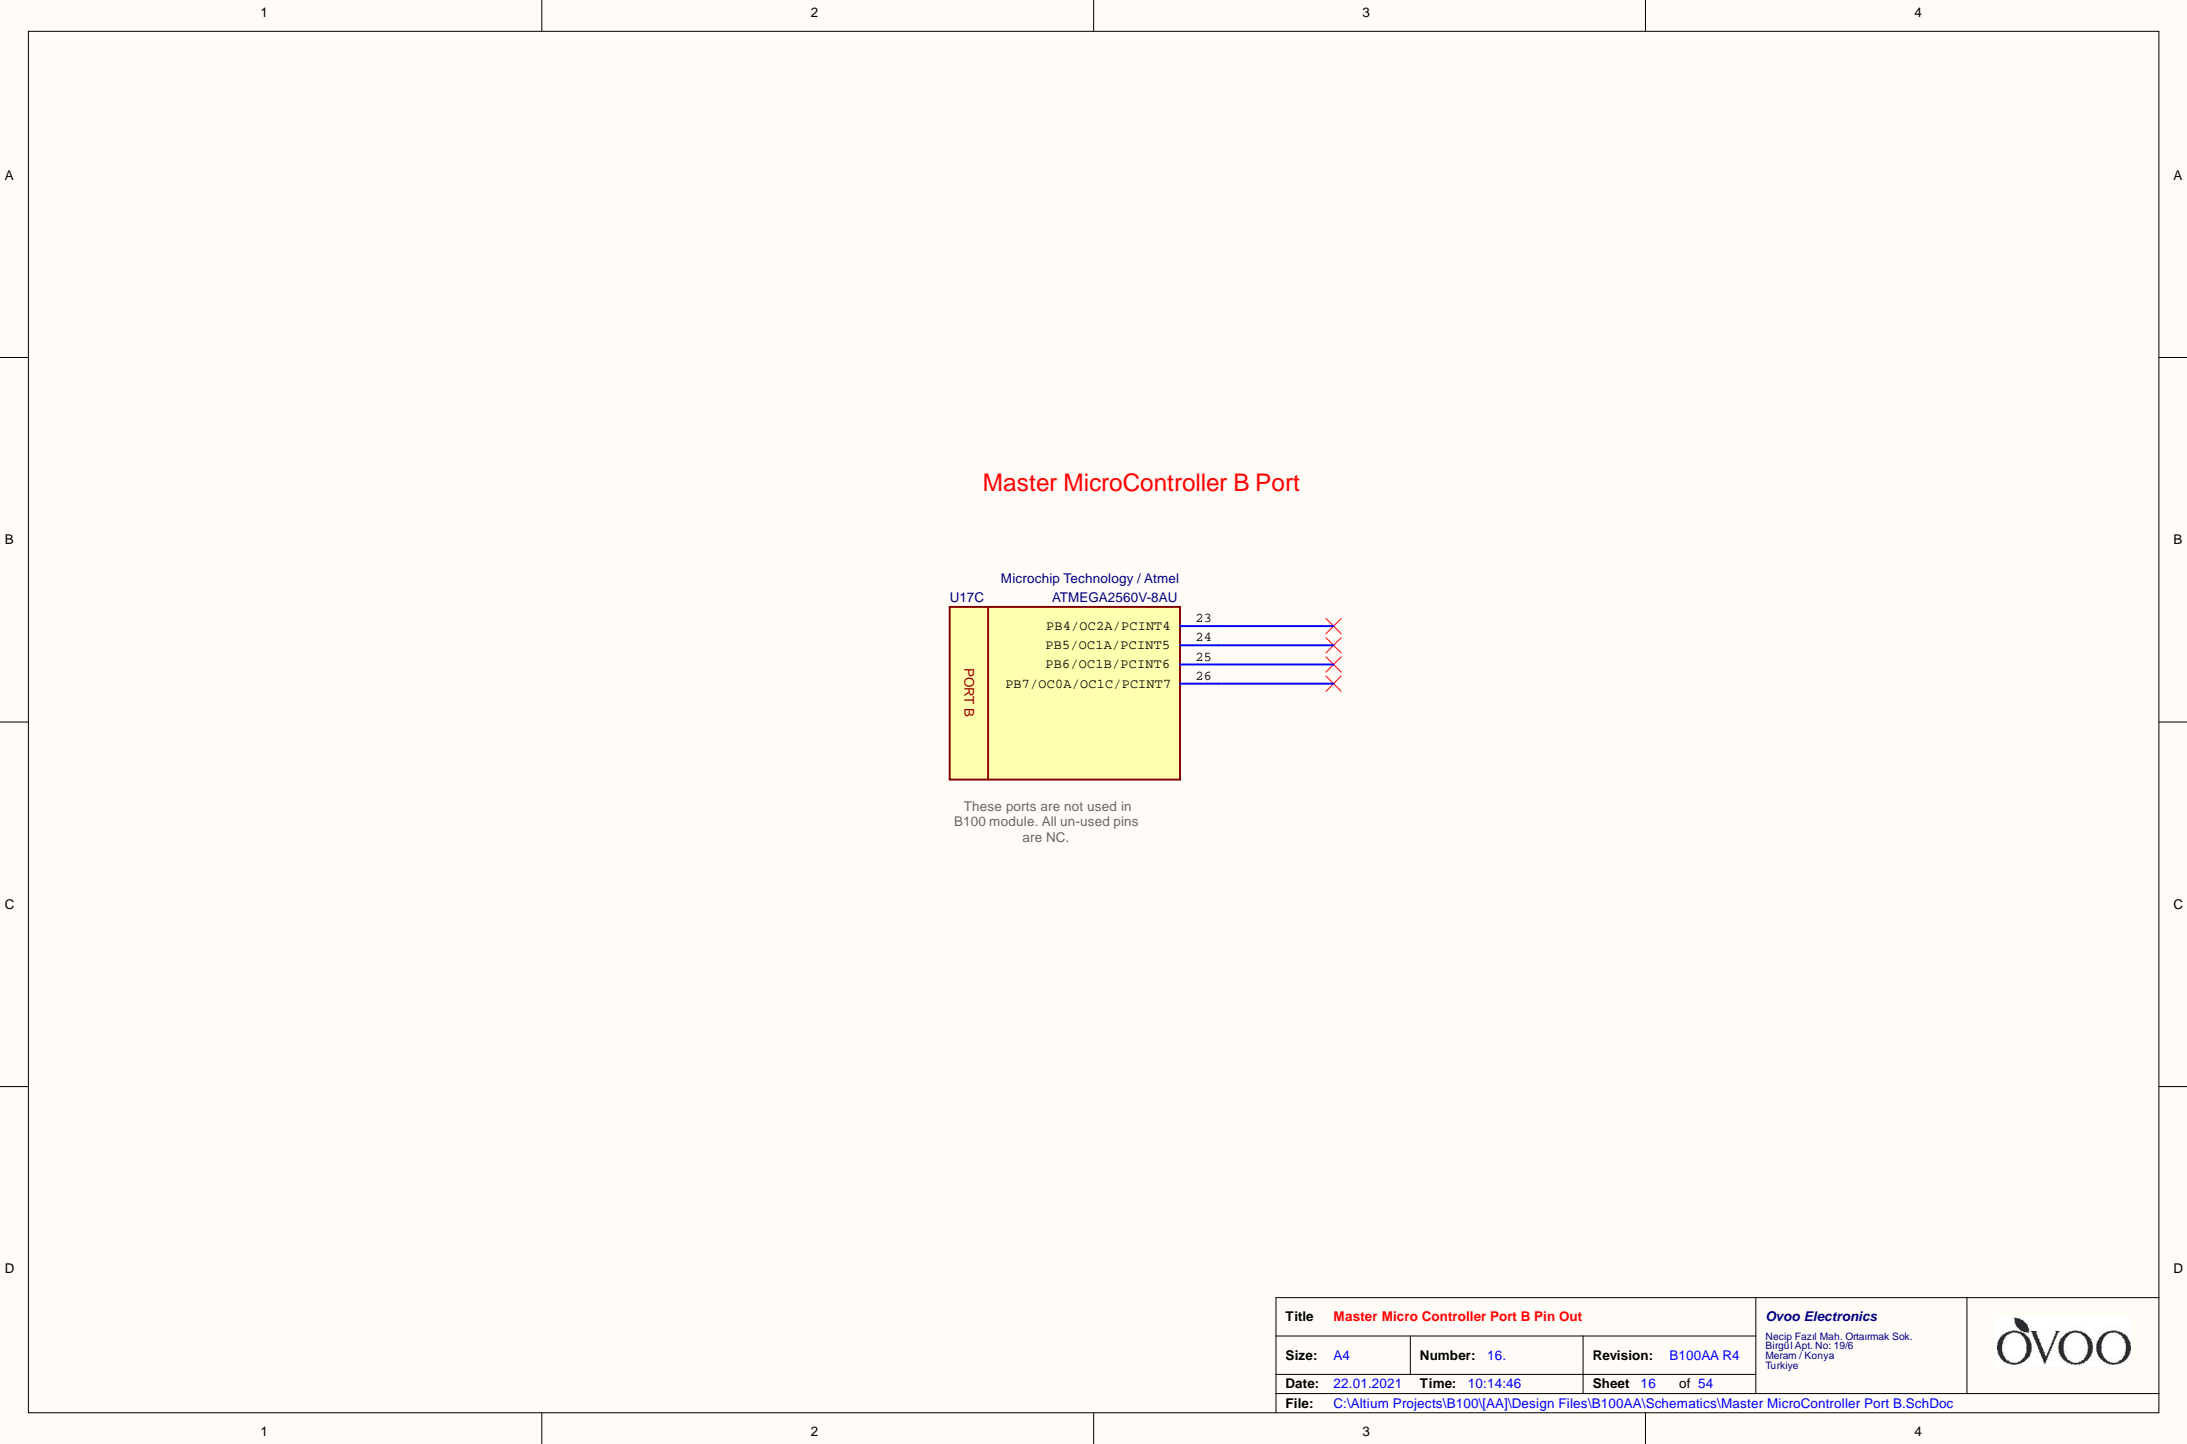 1 2 3 4
A A
B B
C C
D D
Master MicroController B Port
Microchip Technology / Atmel
U17C ATMEGA2560V-8AU
PORT B
PB4/OC2A/PCINT4 23
PB5/OC1A/PCINT5 24
PB6/OC1B/PCINT6 25
PB7/OC0A/OC1C/PCINT7 26
These ports are not used in
B100 module. All un-used pins
are NC.
Title Master Micro Controller Port B Pin Out
Size: A4 Number: 16. Revision: B100AA R4
Date: 22.01.2021 Time: 10:14:46 Sheet 16 of 54
File: C:\Altium Projects\B100\[AA]\Design Files\B100AA\Schematics\Master MicroController Port B.SchDoc
Ovoo Electronics
Necip Fazıl Mah. Ortaırmak Sok.
Birgül Apt. No: 19/6
Meram / Konya
Turkiye
OVOO
1 2 3 4